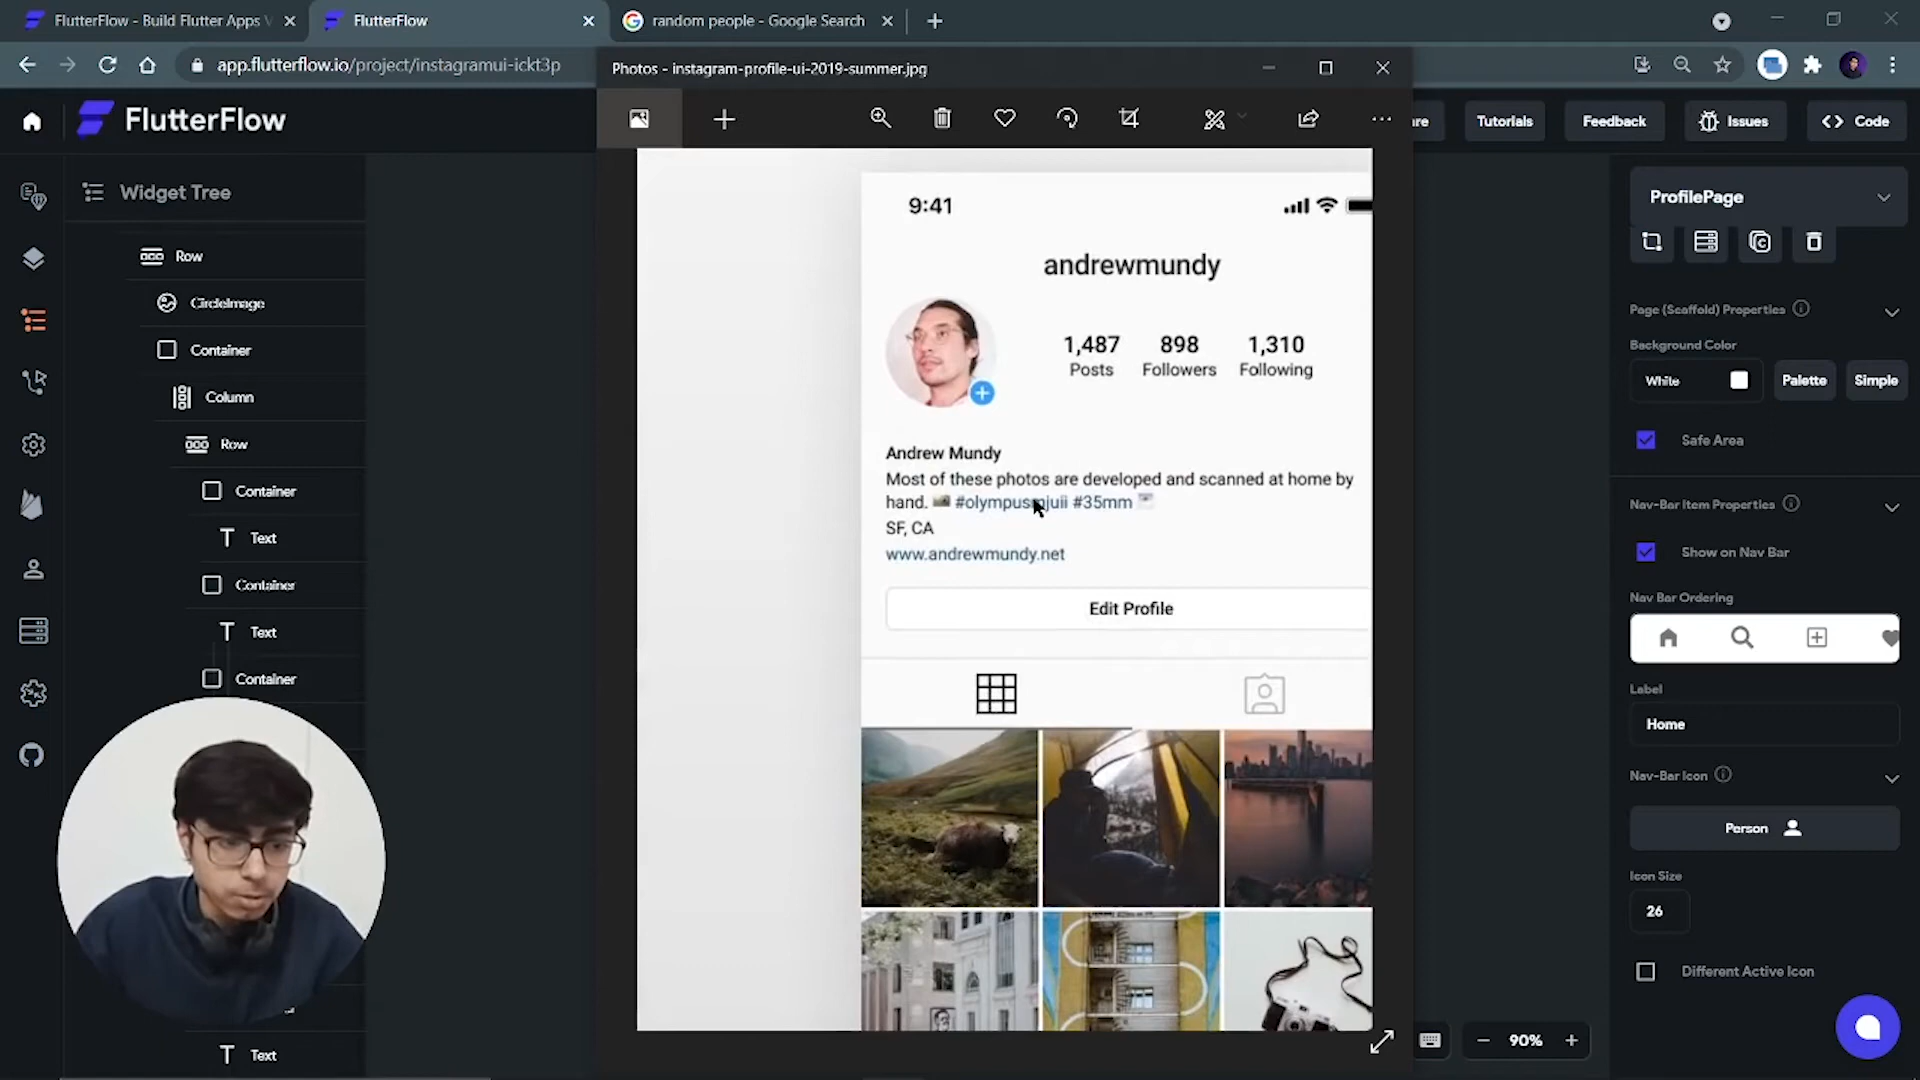 FlutterFlow - Build Flutter Apps V
FlutterFlow
random people - Google Search
app.flutterflow.io/project/instagramui-ickt3p
Photos - instagram-profile-ui-2019-summer.jpg
FlutterFlow
Tutorials
Feedback
Issues
Code
Widget Tree
Row
CircleImage
Container
Column
Row
Container
Text
Container
Text
Container
Text
9:41
andrewmundy
1,487 898 1,310
Posts Followers Following
Andrew Mundy
Most of these photos are developed and scanned at home by
hand. #olympusmjuii #35mm
SF, CA
www.andrewmundy.net
Edit Profile
ProfilePage
Page (Scaffold) Properties
Background Color
White
Palette
Simple
Safe Area
Nav-Bar Item Properties
Show on Nav Bar
Nav Bar Ordering
Label
Home
Nav-Bar Icon
Person
Icon Size
26
Different Active Icon
90%